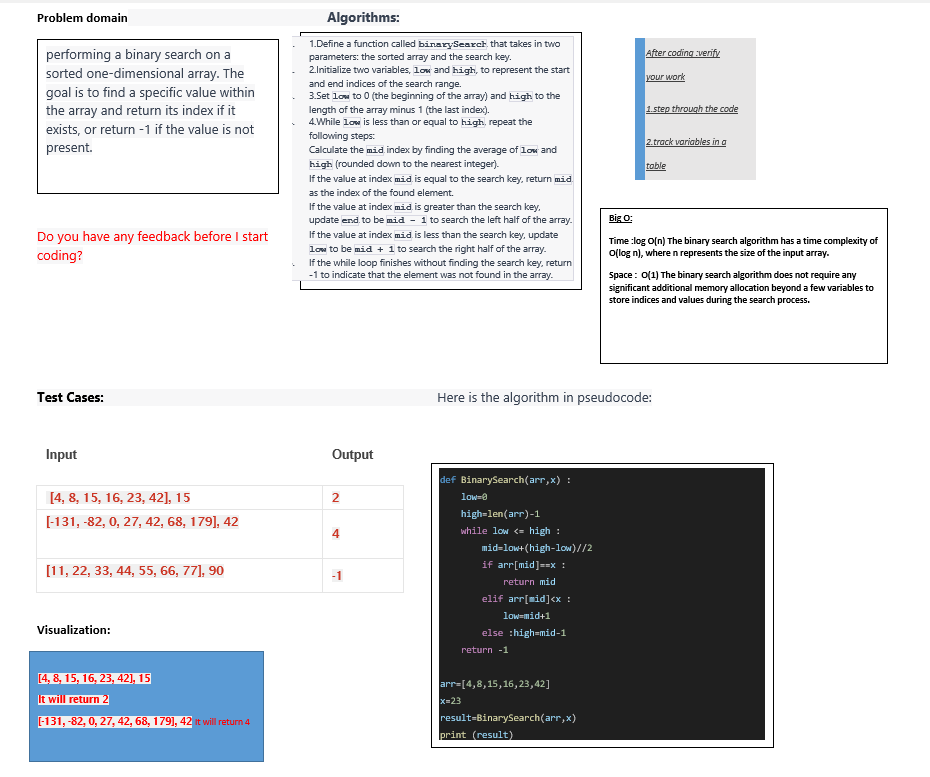 Problem domain
performing a binary search on a
sorted one-dimensional array. The
goal is to find a specific value within
the array and return its index if it
exists, or return -1 if the value is not
present.
Do you have any feedback before I start
coding?
Algorithms:
1.Define a function called binarySearch that takes in two
parameters: the sorted array and the search key.
2.Initialize two variables, low and high, to represent the start
and end indices of the search range.
3.Set low to 0 (the beginning of the array) and high to the
length of the array minus 1 (the last index).
4.While low is less than or equal to high, repeat the
following steps:
Calculate the mid index by finding the average of low and
high (rounded down to the nearest integer).
If the value at index mid is equal to the search key, return mid
as the index of the found element.
If the value at index mid is greater than the search key,
update end to be mid - 1 to search the left half of the array.
If the value at index mid is less than the search key, update
low to be mid + 1 to search the right half of the array.
If the while loop finishes without finding the search key, return
-1 to indicate that the element was not found in the array.
After coding :verify
your work
1.step through the code
2.track variables in a
table
Big O:
Time :log O(n) The binary search algorithm has a time complexity of
O(log n), where n represents the size of the input array.
Space : O(1) The binary search algorithm does not require any
significant additional memory allocation beyond a few variables to
store indices and values during the search process.
Test Cases:
Input Output
[4, 8, 15, 16, 23, 42], 15 2
[-131, -82, 0, 27, 42, 68, 179], 42
4
[11, 22, 33, 44, 55, 66, 77], 90
-1
Visualization:
[4, 8, 15, 16, 23, 42], 15
It will return 2
[-131, -82, 0, 27, 42, 68, 179], 42 it will return 4
Here is the algorithm in pseudocode:
def BinarySearch(arr,x) :
low=0
high=len(arr)-1
while low <= high :
mid=low+(high-low)//2
if arr[mid]==x :
return mid
elif arr[mid]<x :
low=mid+1
else :high=mid-1
return -1
arr=[4,8,15,16,23,42]
x=23
result=BinarySearch(arr,x)
print (result)